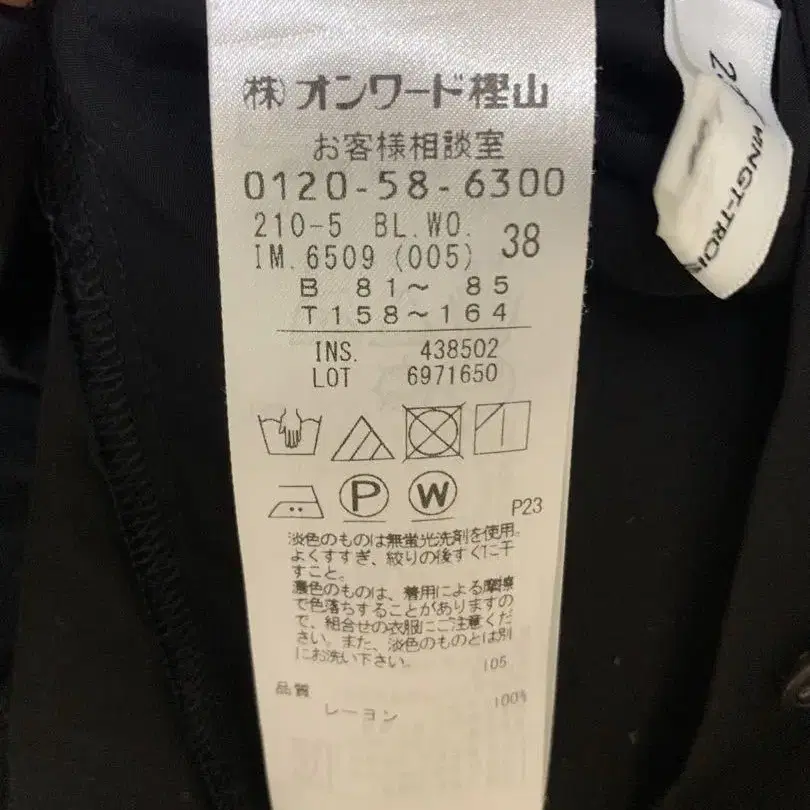 (株)オンワード樫山
お客様相談室
0120-58-6300
210-5 BL.WO.
IM.6509 (005) 38
B 81〜 85
T158〜164
INS. 438502
LOT 6971650
P W
P23
淡色のものは無蛍光洗剤を使用。
よくすすぎ、絞りの後すぐに干
すこと。
濃色のものは、着用による摩擦
で色落ちすることがありますの
で、組合せの衣服にご注意くだ
さい。また、淡色のものとは別
にお洗い下さい。 105
品質
レーヨン 100%